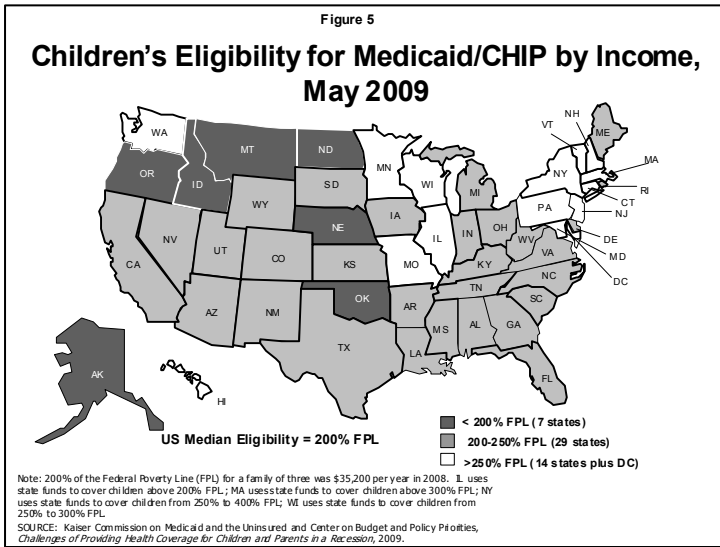 Figure 5
Children's Eligibility for Medicaid/CHIP by Income,
May 2009
WA
MT
ND
OR
ID
SD
WY
NE
NV
UT
CA
CO
KS
AZ
NM
OK
TX
MN
WI
MI
IA
IL
IN
OH
MO
KY
WV
VA
TN
NC
AR
SC
MS
AL
GA
LA
FL
PA
NY
VT
NH
ME
MA
RI
CT
NJ
DE
MD
DC
AK
HI
US Median Eligibility = 200% FPL
< 200% FPL (7 states)
200-250% FPL (29 states)
>250% FPL (14 states plus DC)
Note: 200% of the Federal Poverty Line (FPL) for a family of three was $35,200 per year in 2008. IL uses
state funds to cover children above 200% FPL.; MA uses state funds to cover children above 300% FPL; NY
uses state funds to cover children from 250% to 400% FPL; WI uses state funds to cover children from
250% to 300% FPL.
SOURCE: Kaiser Commission on Medicaid and the Uninsured and Center on Budget and Policy Priorities,
Challenges of Providing Health Coverage for Children and Parents in a Recession, 2009.